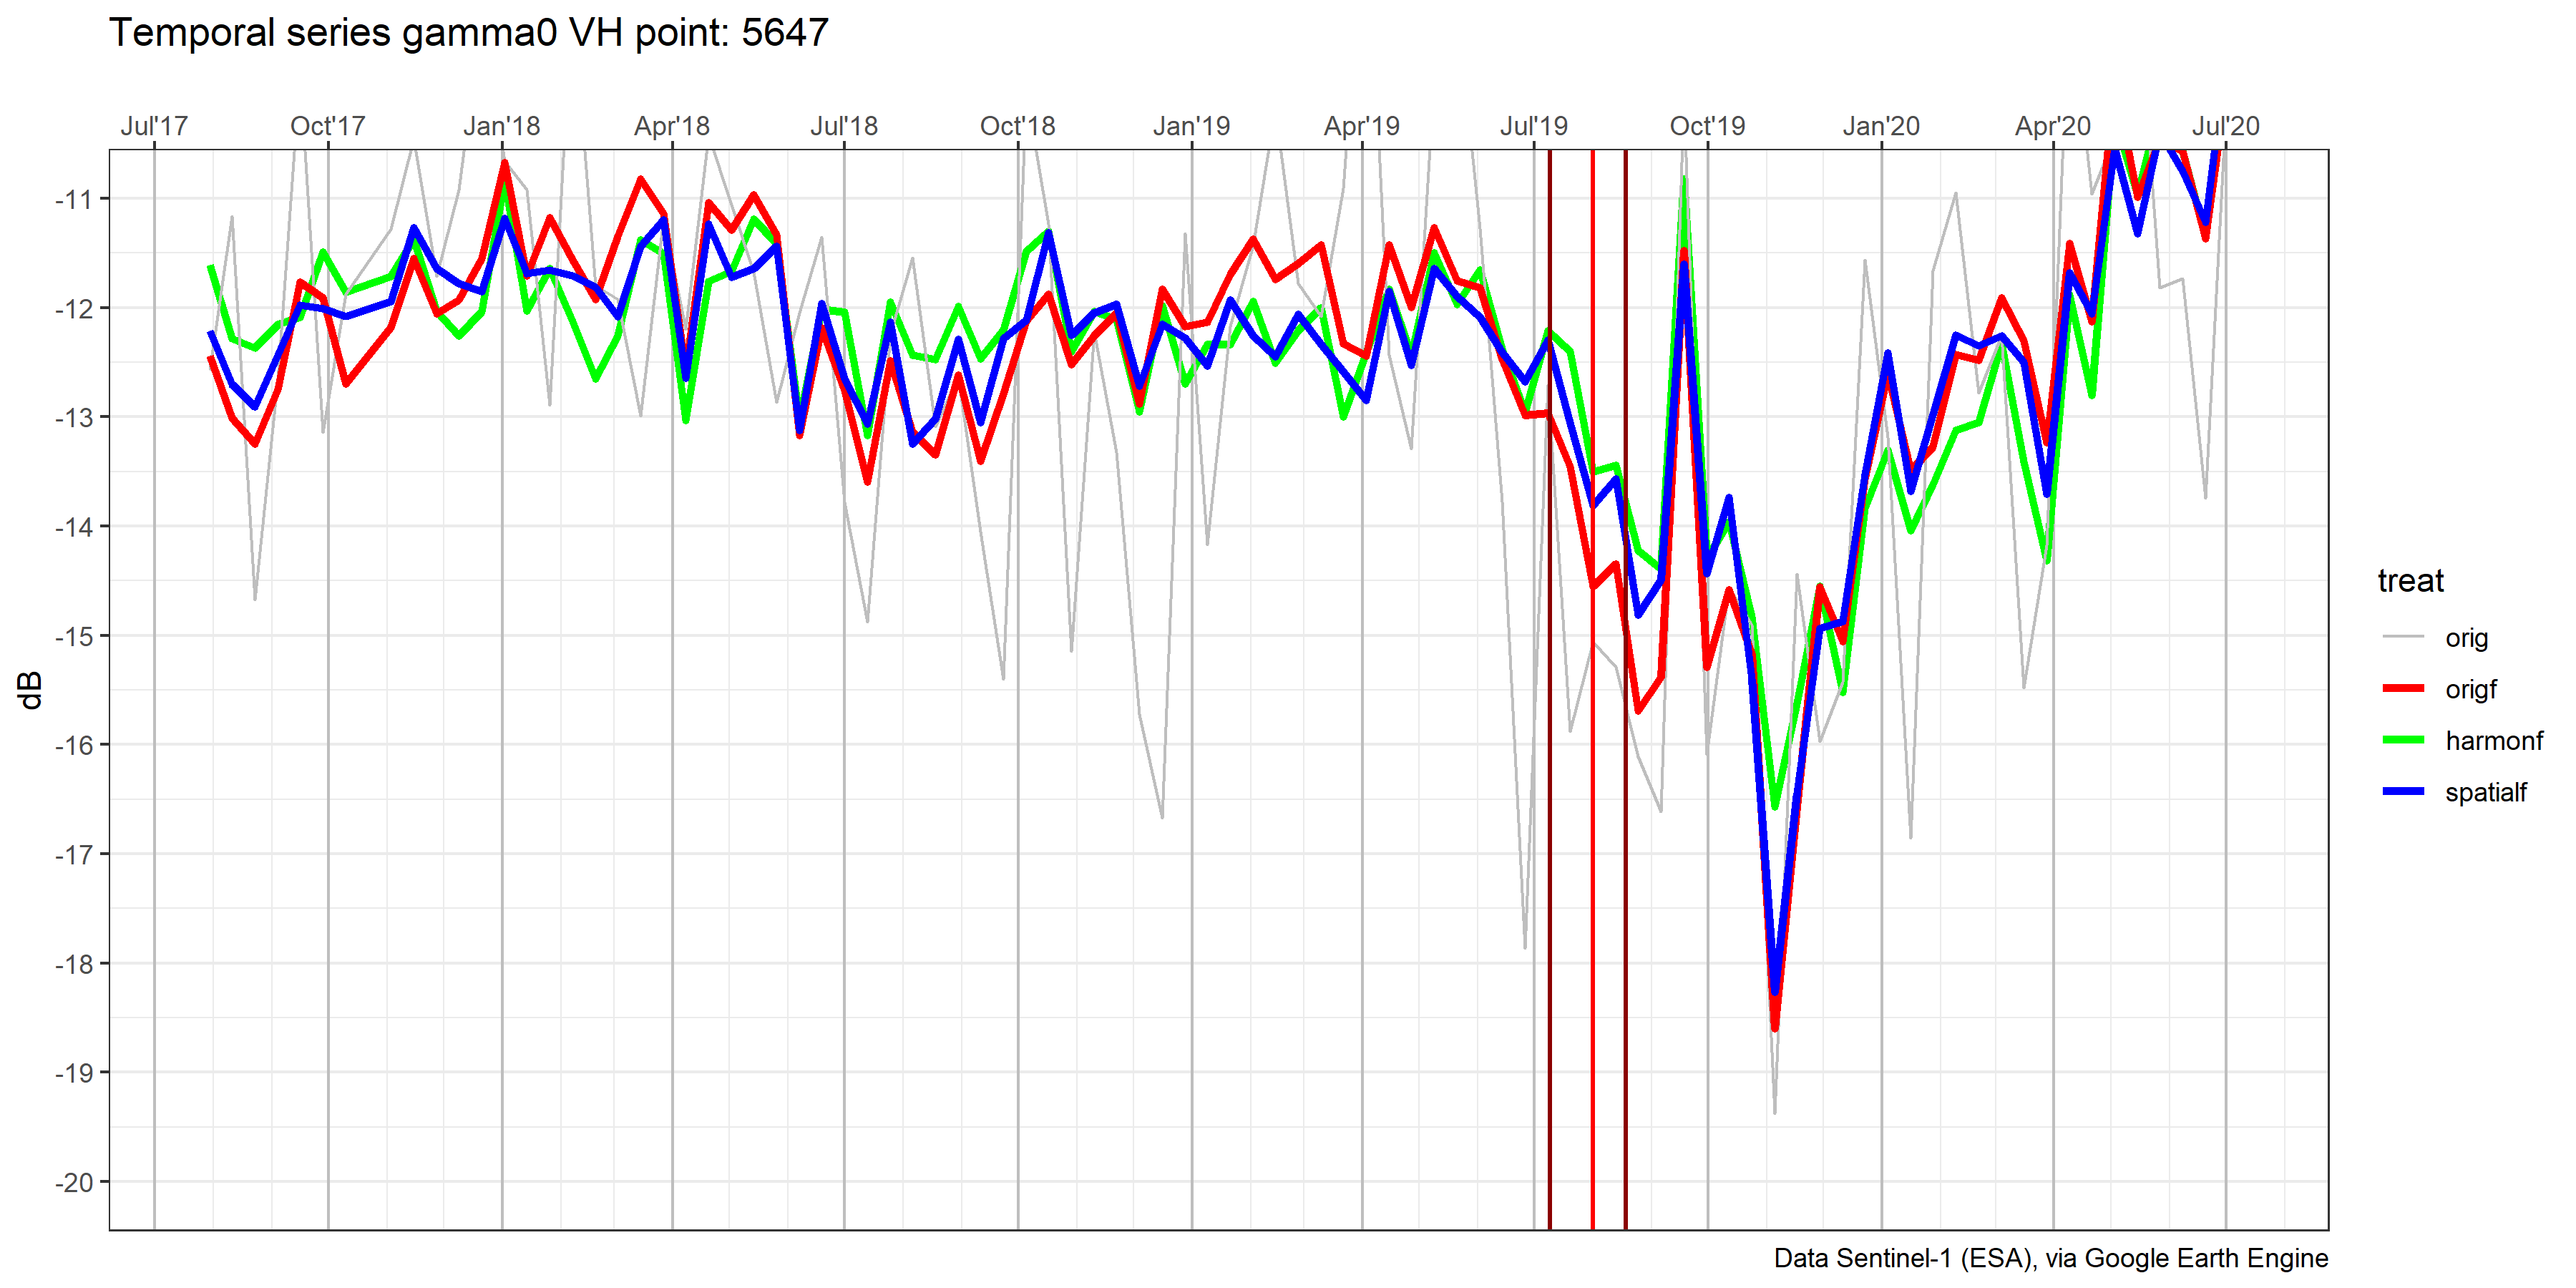 Temporal series gamma0 VH point: 5647
Jul'17 Oct'17 Jan'18 Apr'18 Jul'18 Oct'18 Jan'19 Apr'19 Jul'19 Oct'19 Jan'20 Apr'20 Jul'20
-11
-12
-13
-14
-15
-16
-17
-18
-19
-20
dB
treat
orig
origf
harmonf
spatialf
Data Sentinel-1 (ESA), via Google Earth Engine